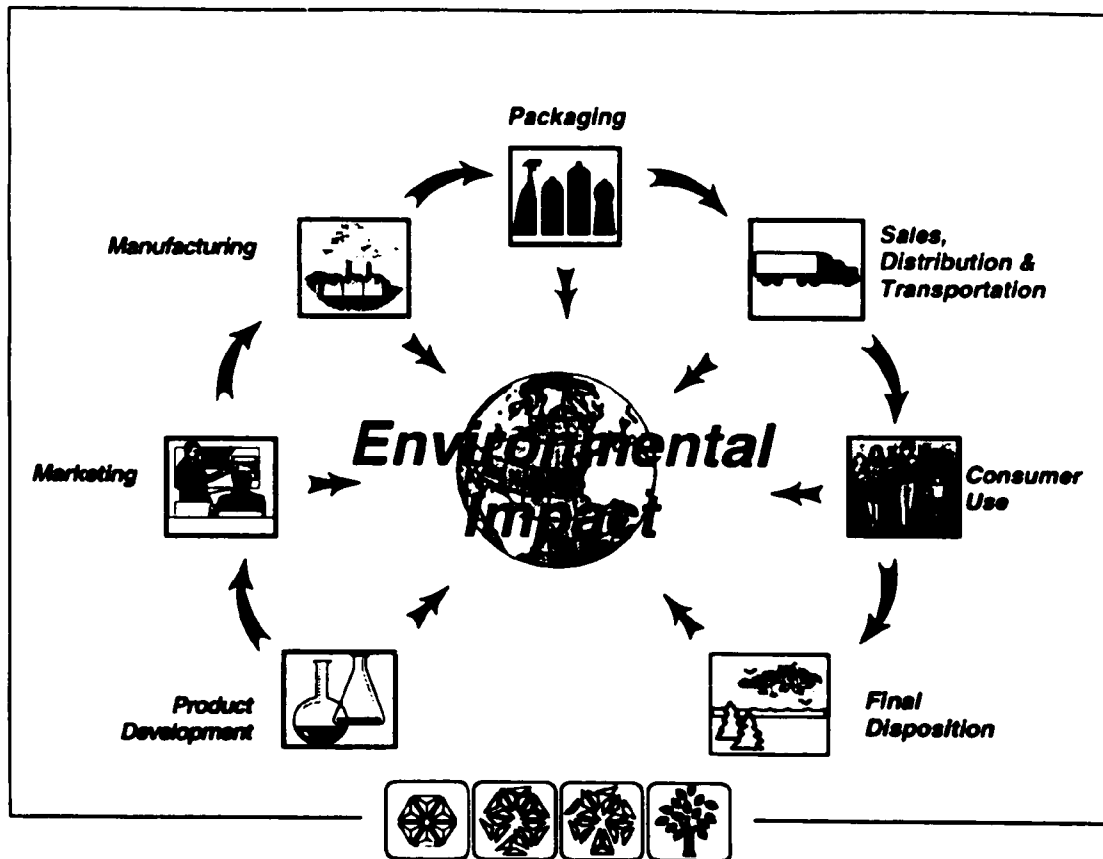 Packaging
Manufacturing
Sales,
Distribution &
Transportation
Environmental
Impact
Marketing
Consumer
Use
Product
Development
Final
Disposition